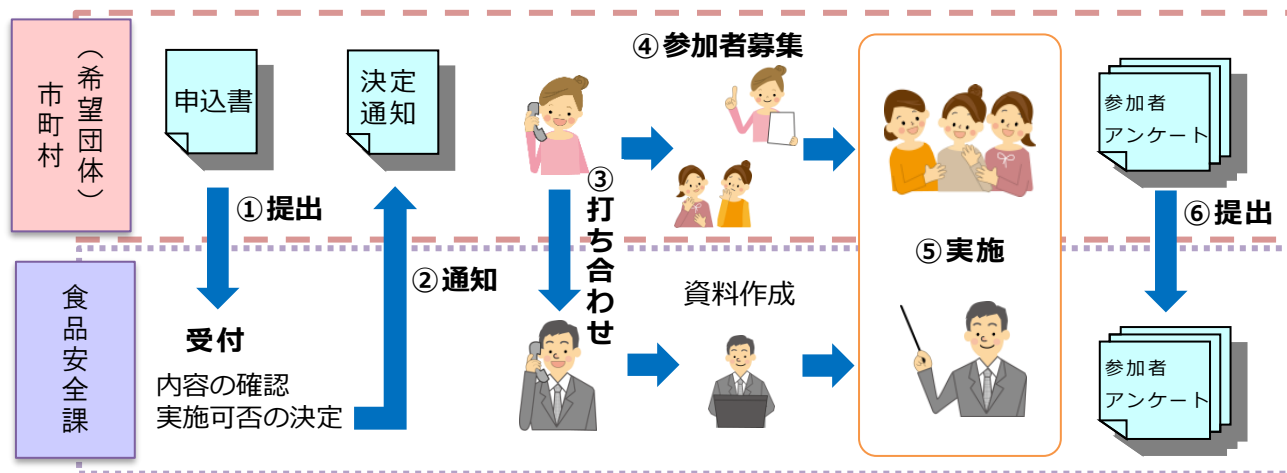 （希望団体）
市町村
申込書
①提出
決定
通知
②通知
③打ち合わせ
④参加者募集
⑤実施
参加者
アンケート
⑥提出
食品安全課
受付
内容の確認
実施可否の決定
資料作成
参加者
アンケート